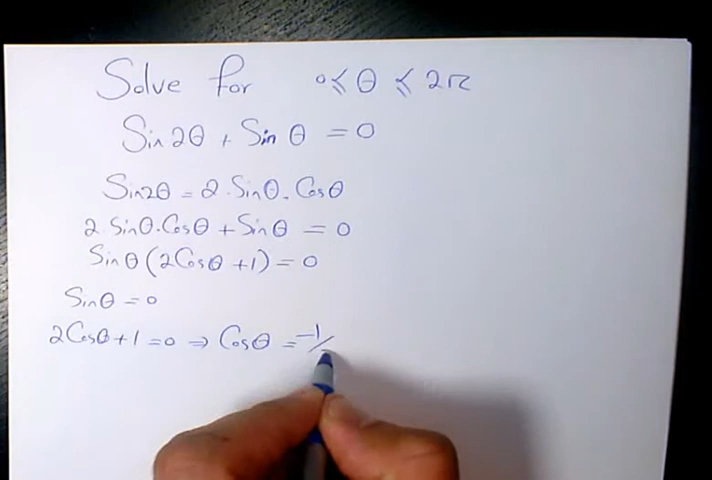 Solve for 0 ⩽ θ ⩽ 2π
Sin 2θ + Sin θ = 0
Sin2θ = 2.Sinθ.Cosθ
2.Sinθ.Cosθ + Sinθ = 0
Sinθ(2Cosθ +1) = 0
Sinθ = 0
2Cosθ+1 = 0 ⇒ Cosθ = -1/